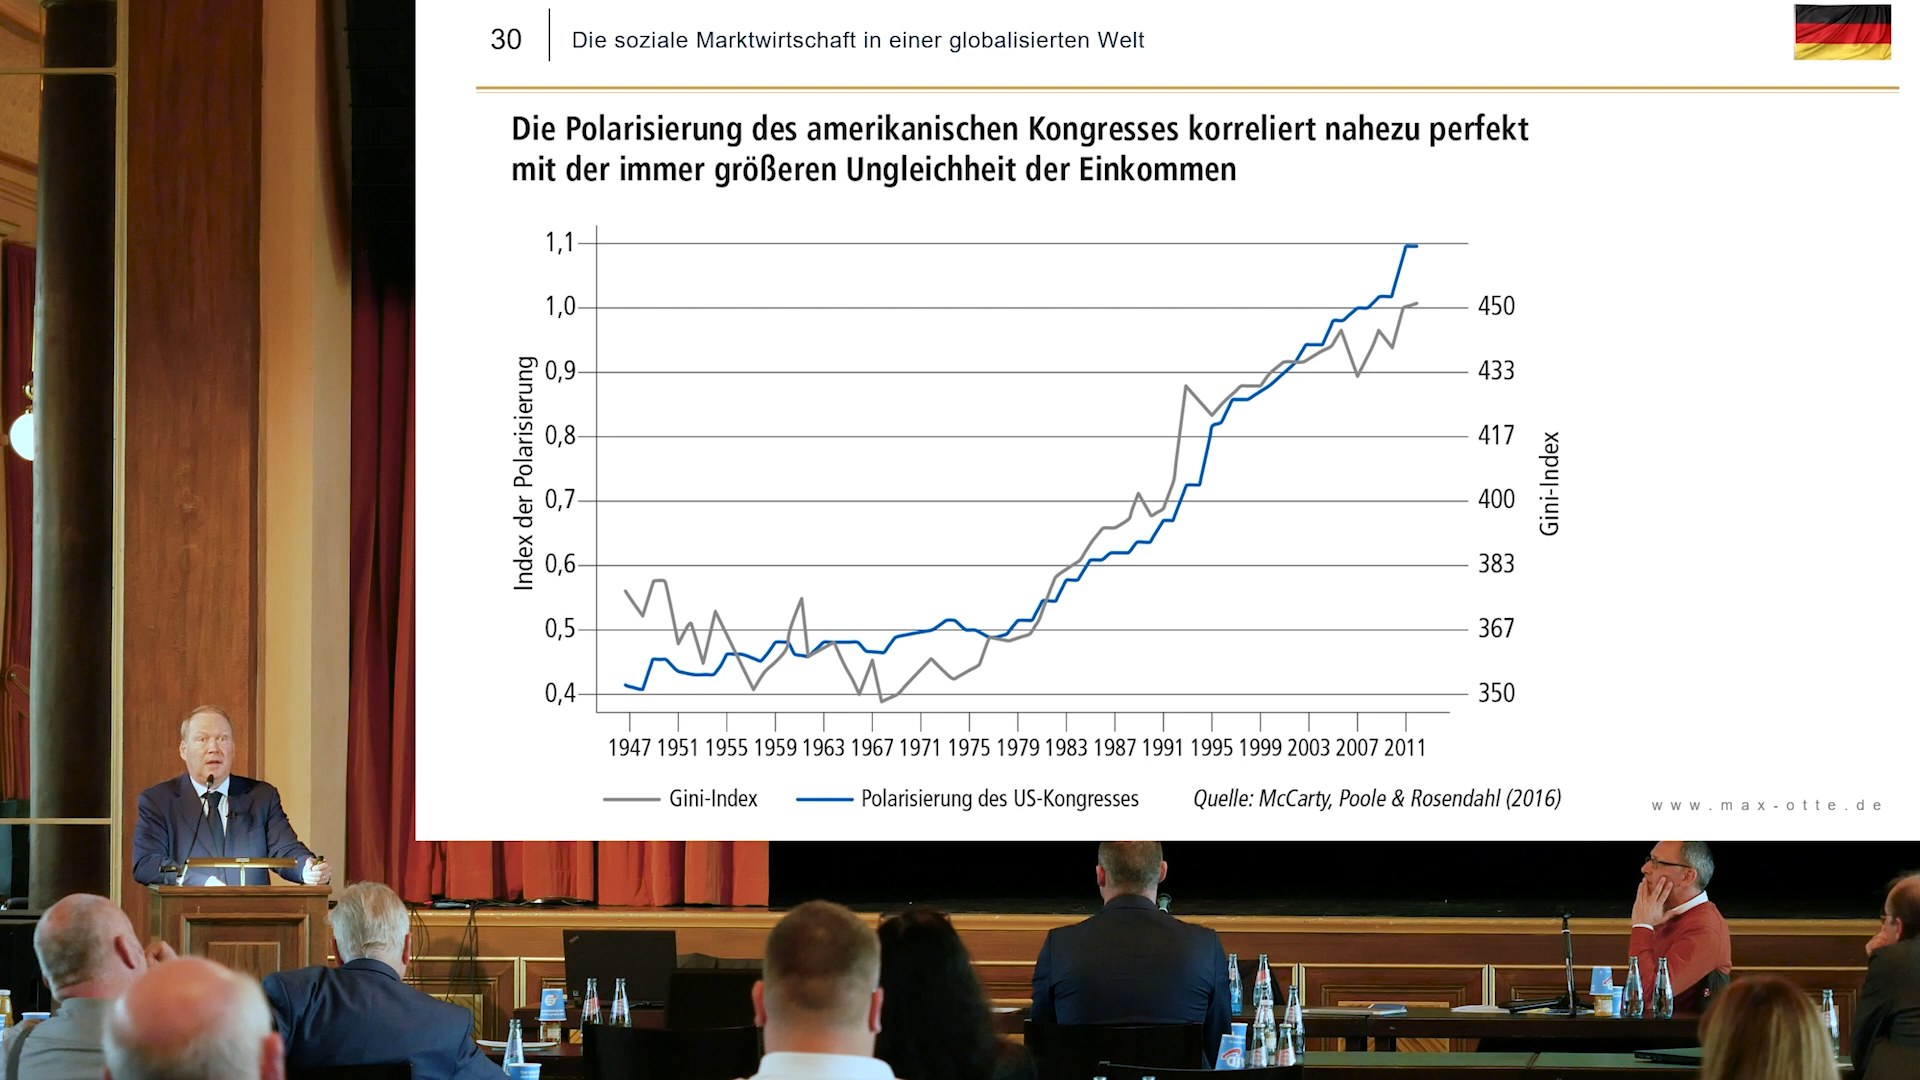 30
Die soziale Marktwirtschaft in einer globalisierten Welt
Die Polarisierung des amerikanischen Kongresses korreliert nahezu perfekt
mit der immer größeren Ungleichheit der Einkommen
Index der Polarisierung
1,1
1,0
0,9
0,8
0,7
0,6
0,5
0,4
450
433
417
400
383
367
350
Gini-Index
1947 1951 1955 1959 1963 1967 1971 1975 1979 1983 1987 1991 1995 1999 2003 2007 2011
Gini-Index
Polarisierung des US-Kongresses
Quelle: McCarty, Poole & Rosendahl (2016)
www.max-otte.de